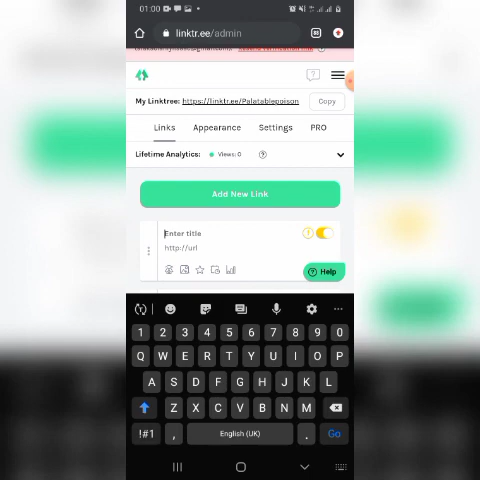 01:00
linktr.ee/admin
88
My Linktree: https://linktr.ee/Palatablepoison Copy
Links Appearance Settings PRO
Lifetime Analytics: Views: 0 ?
Add New Link
Enter title
http://url
? Help
1 2 3 4 5 6 7 8 9 0
Q W E R T Y U I O P
A S D F G H J K L
Z X C V B N M
!#1 , English (UK) . Go